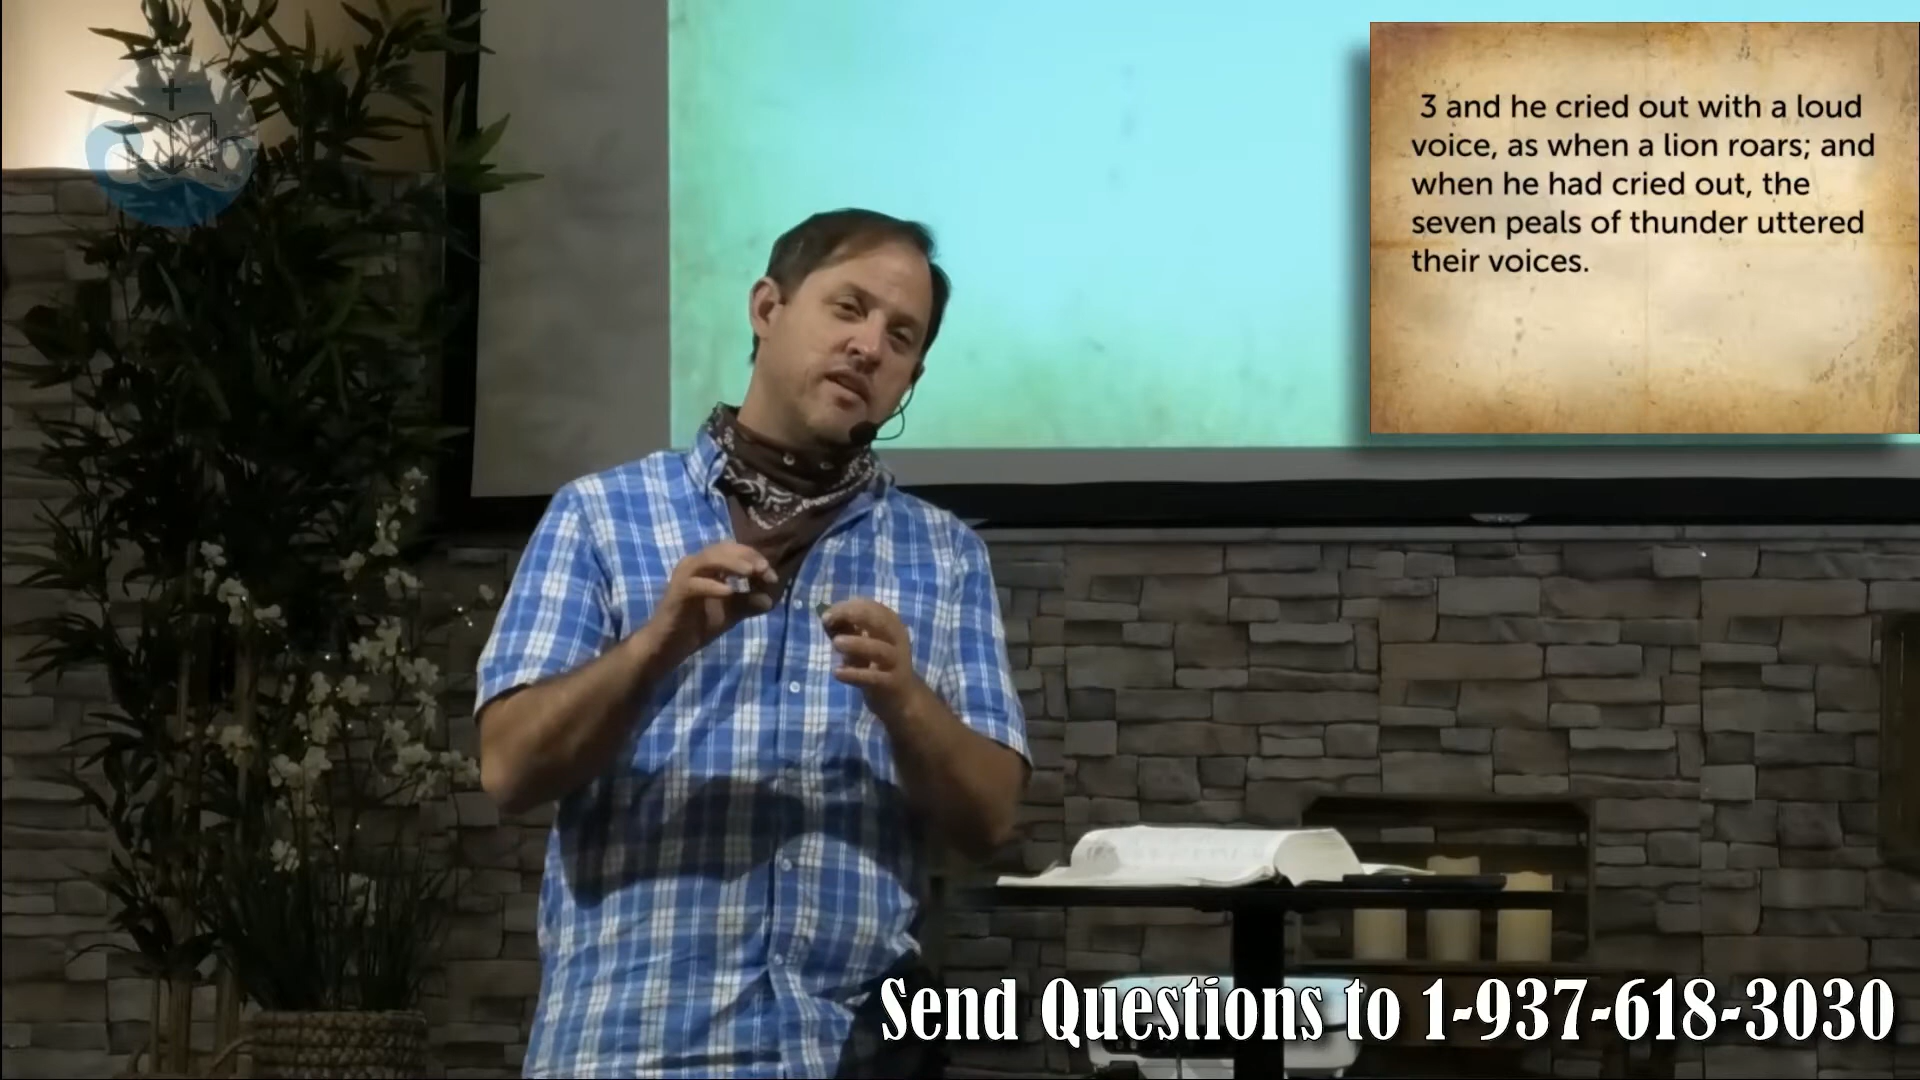 3 and he cried out with a loud
voice, as when a lion roars; and
when he had cried out, the
seven peals of thunder uttered
their voices.
Send Questions to 1-937-618-3030